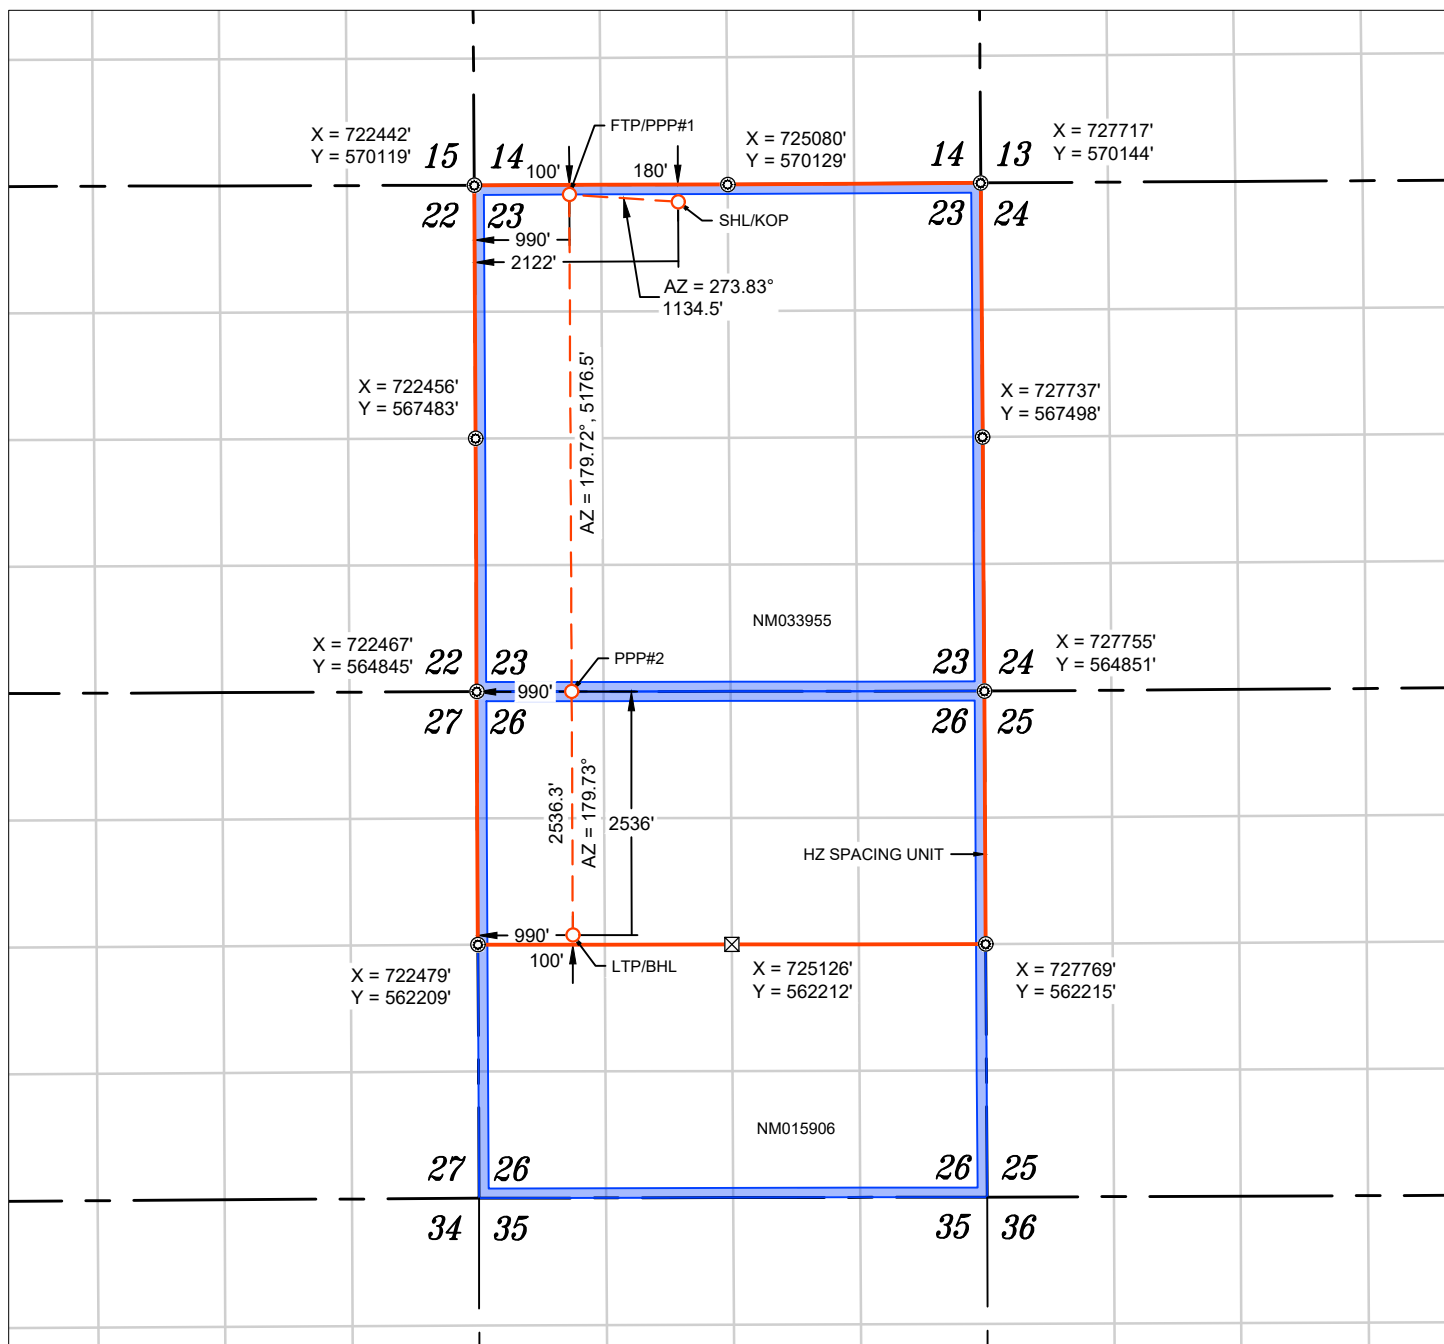 FTP/PPP#1
X = 722442'
Y = 570119'
X = 725080'
Y = 570129'
X = 727717'
Y = 570144'
15
14
14
13
100'
180'
22
23
23
24
SHL/KOP
990'
2122'
AZ = 273.83°
1134.5'
AZ = 179.72°, 5176.5'
X = 722456'
Y = 567483'
X = 727737'
Y = 567498'
NM033955
X = 722467'
Y = 564845'
22
23
PPP#2
23
24
X = 727755'
Y = 564851'
990'
27
26
26
25
2536.3'
AZ = 179.73°
2536'
HZ SPACING UNIT
990'
100'
LTP/BHL
X = 722479'
Y = 562209'
X = 725126'
Y = 562212'
X = 727769'
Y = 562215'
NM015906
27
26
26
25
34
35
35
36